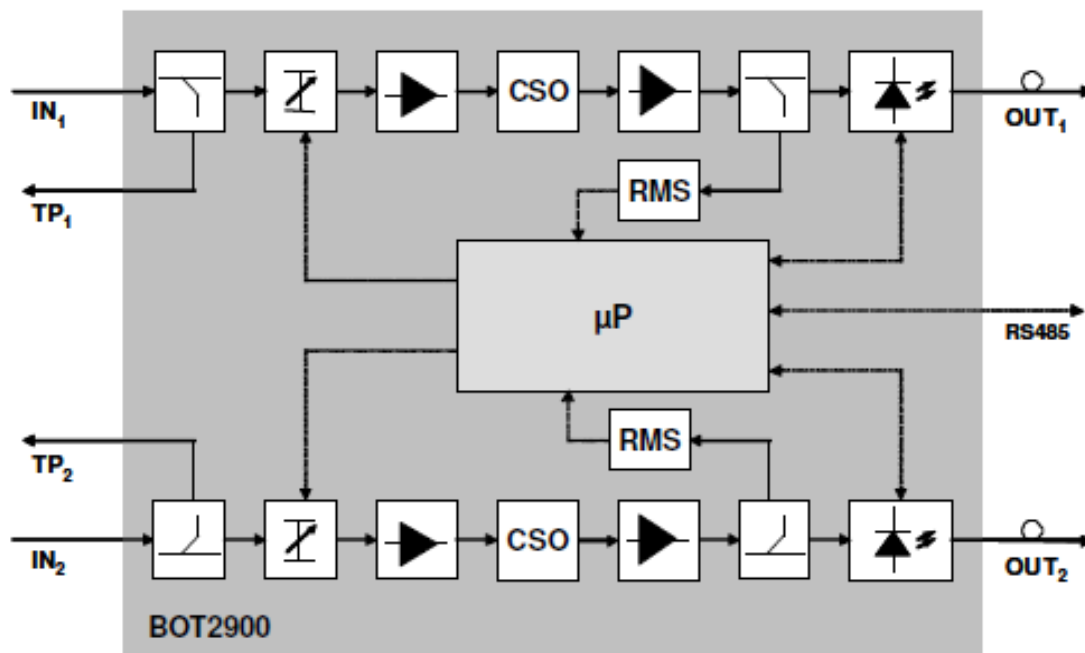 IN₁
CSO
OUT₁
TP₁
RMS
μP
RS485
TP₂
RMS
IN₂
CSO
OUT₂
BOT2900